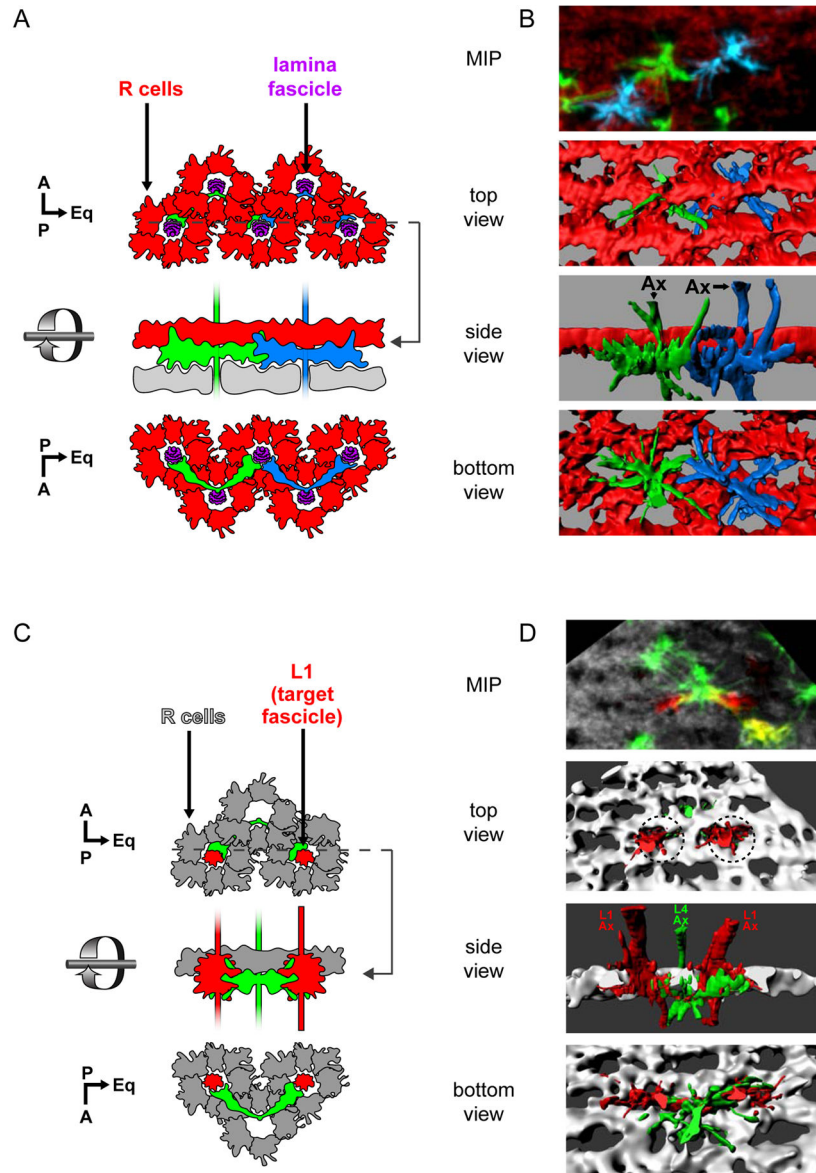 A
B
MIP
R cells
lamina
fascicle
A
P
Eq
top
view
side
view
Ax
Ax
P
A
Eq
bottom
view
C
D
MIP
R cells
L1
(target
fascicle)
A
P
Eq
top
view
side
view
L1
Ax
L4
Ax
L1
Ax
P
A
Eq
bottom
view